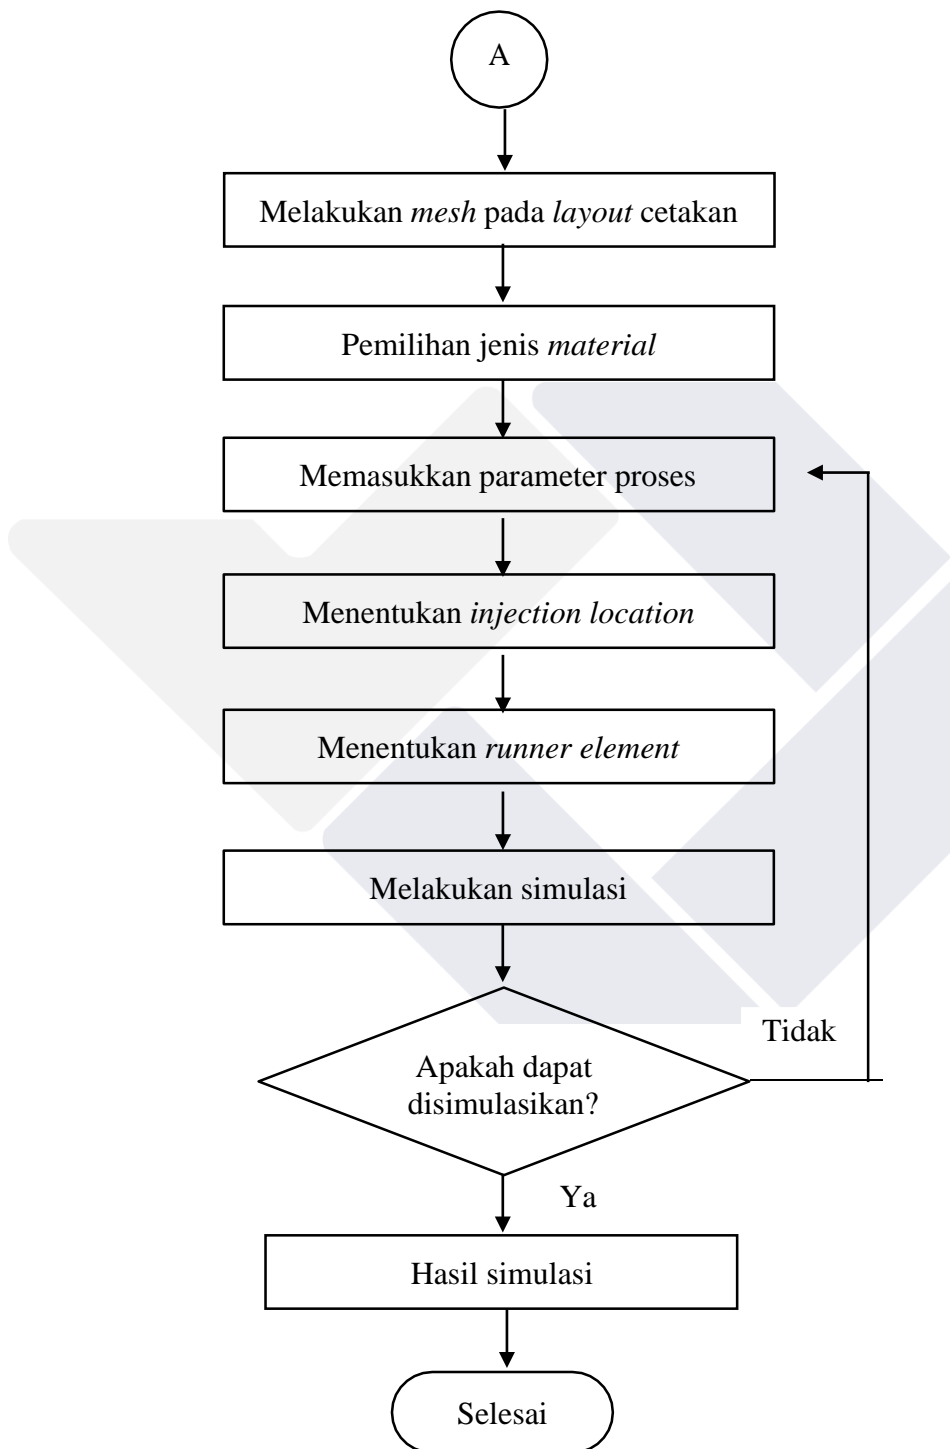 A
Melakukan mesh pada layout cetakan
Pemilihan jenis material
Memasukkan parameter proses
Menentukan injection location
Menentukan runner element
Melakukan simulasi
Tidak
Apakah dapat
disimulasikan?
Ya
Hasil simulasi
Selesai